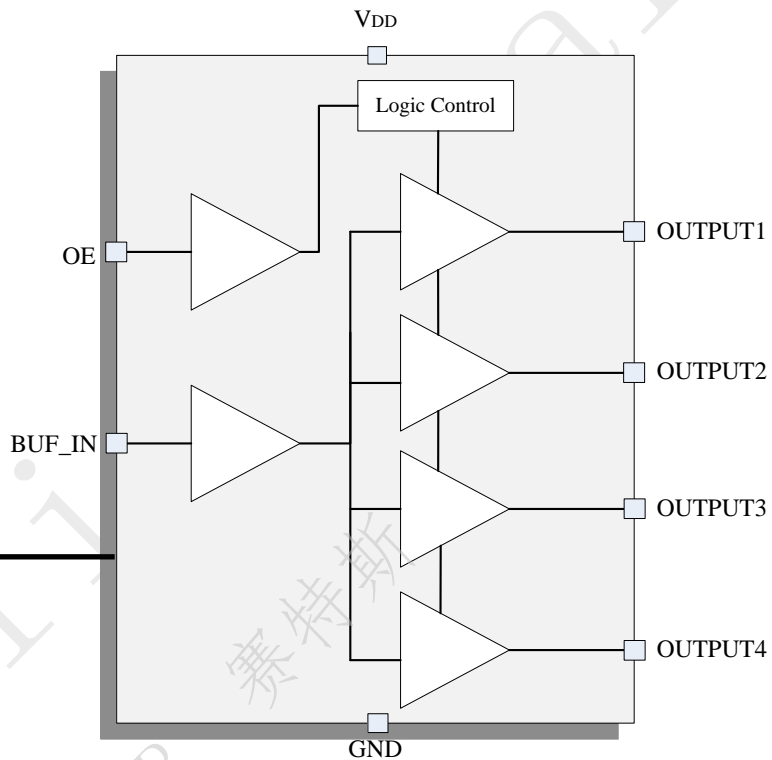 VDD
Logic Control
OE
OUTPUT1
OUTPUT2
BUF_IN
OUTPUT3
OUTPUT4
GND
赛特斯